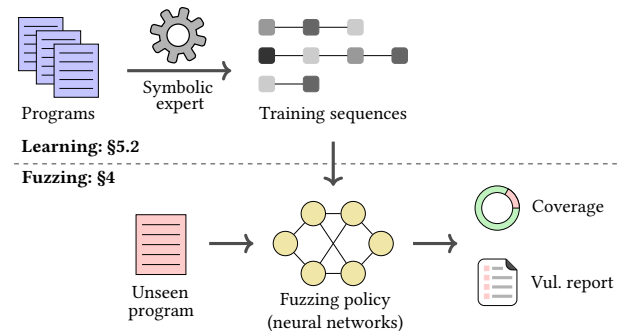 Programs
Symbolic
expert
Training sequences
Learning: §5.2
Fuzzing: §4
Unseen
program
Fuzzing policy
(neural networks)
Coverage
Vul. report